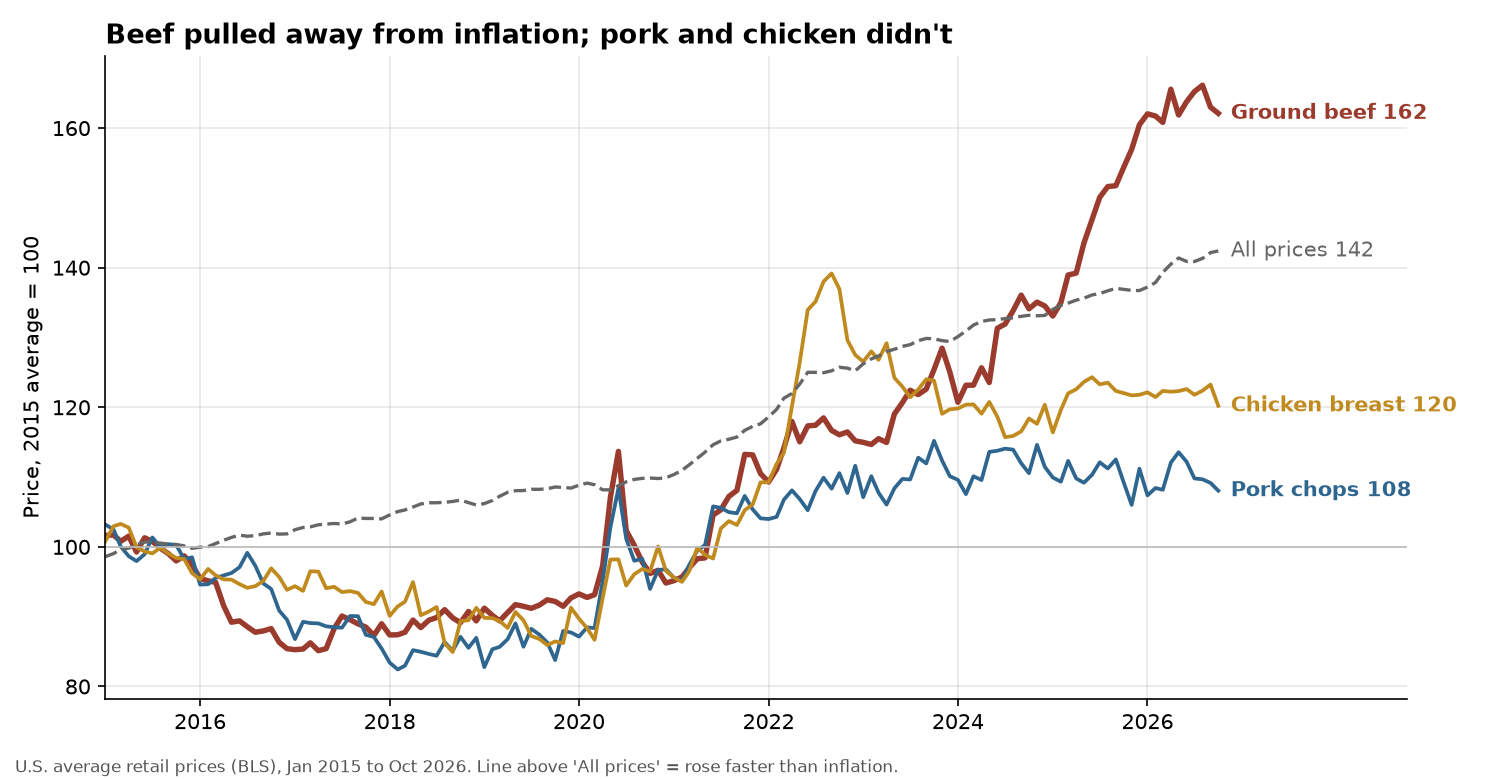 Beef pulled away from inflation; pork and chicken didn't
Price, 2015 average = 100
160
140
120
100
80
Ground beef 162
All prices 142
Chicken breast 120
Pork chops 108
2016
2018
2020
2022
2024
2026
U.S. average retail prices (BLS), Jan 2015 to Oct 2026. Line above 'All prices' = rose faster than inflation.